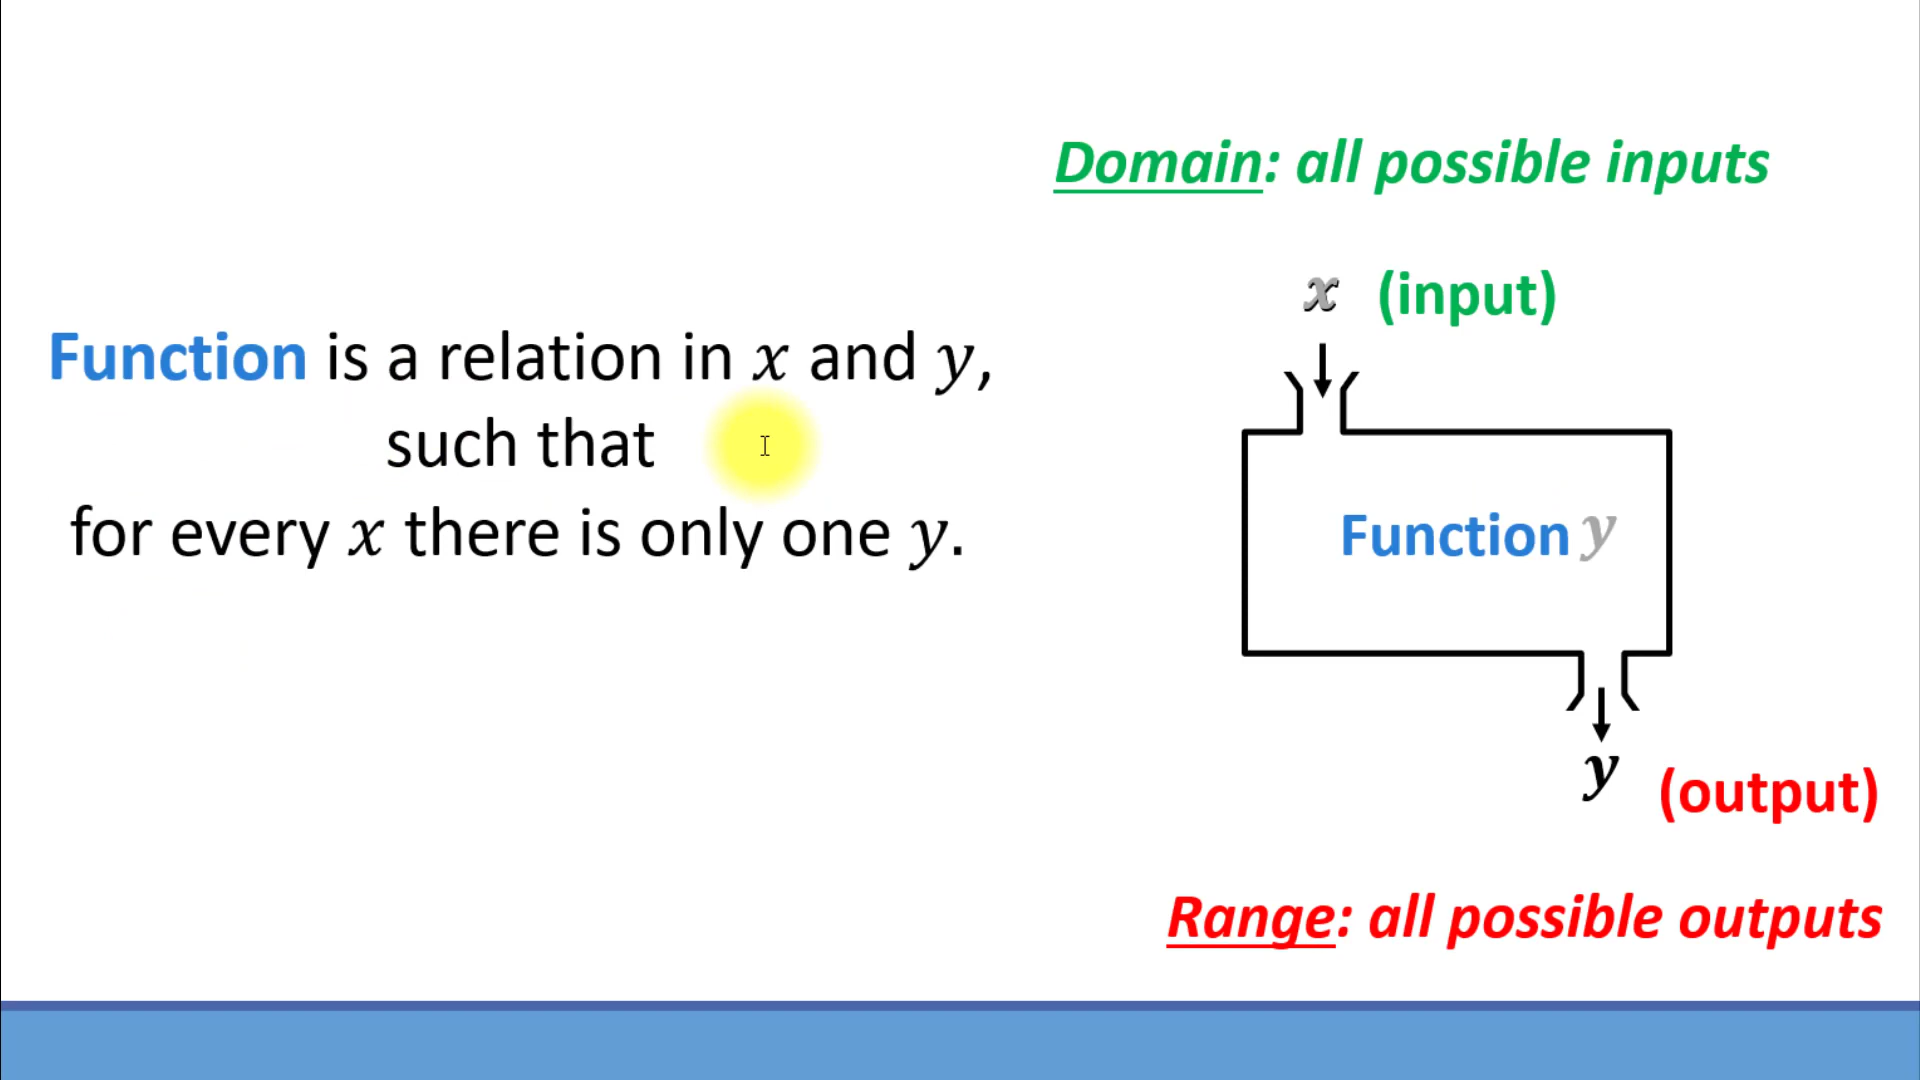 Function is a relation in x and y,
such that
for every x there is only one y.
Domain: all possible inputs
x (input)
Function y
y (output)
Range: all possible outputs